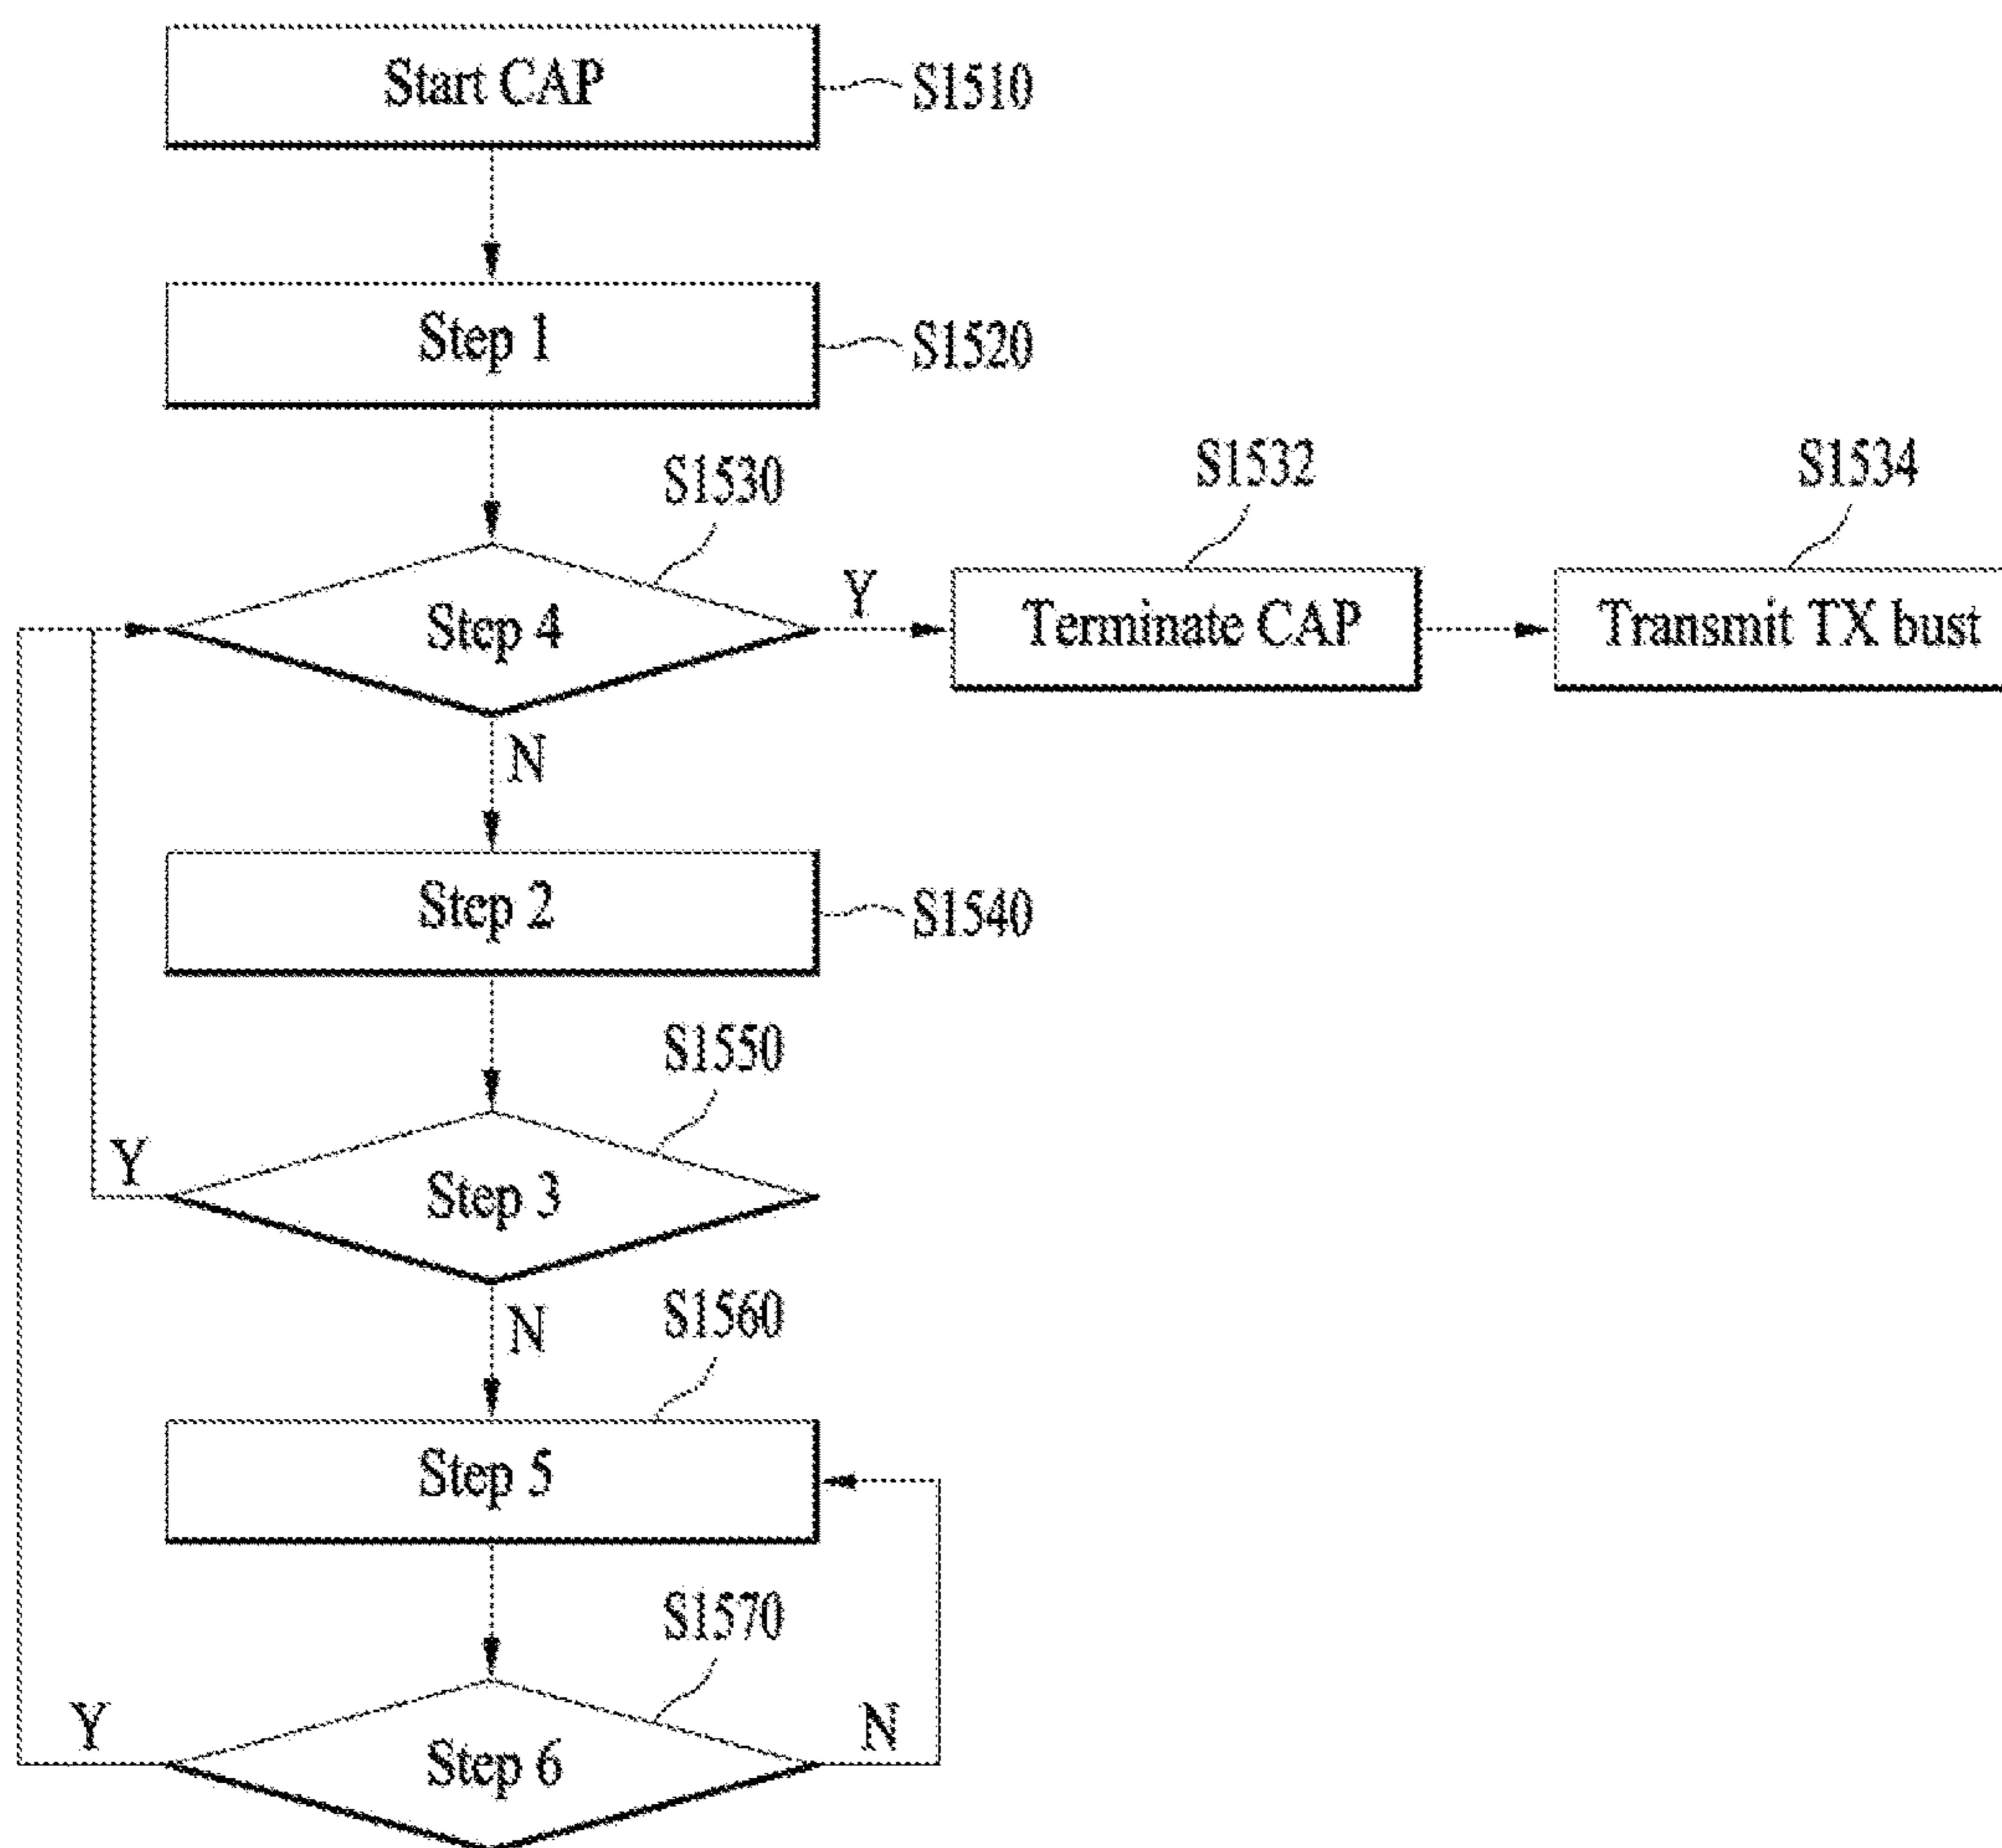 Start CAP
S1510
Step 1
S1520
S1530
S1532
S1534
Step 4
Y
Terminate CAP
Transmit TX bust
N
Step 2
S1540
S1550
Y
Step 3
N
S1560
Step 5
S1570
Y
Step 6
N